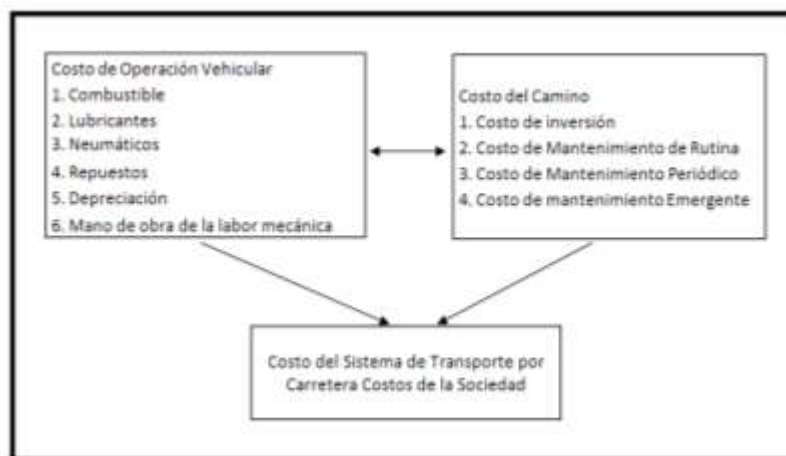 Costo de Operación Vehicular
1. Combustible
2. Lubricantes
3. Neumáticos
4. Repuestos
5. Depreciación
6. Mano de obra de la labor mecánica
Costo del Camino
1. Costo de inversión
2. Costo de Mantenimiento de Rutina
3. Costo de Mantenimiento Periódico
4. Costo de mantenimiento Emergente
Costo del Sistema de Transporte por
Carretera Costos de la Sociedad